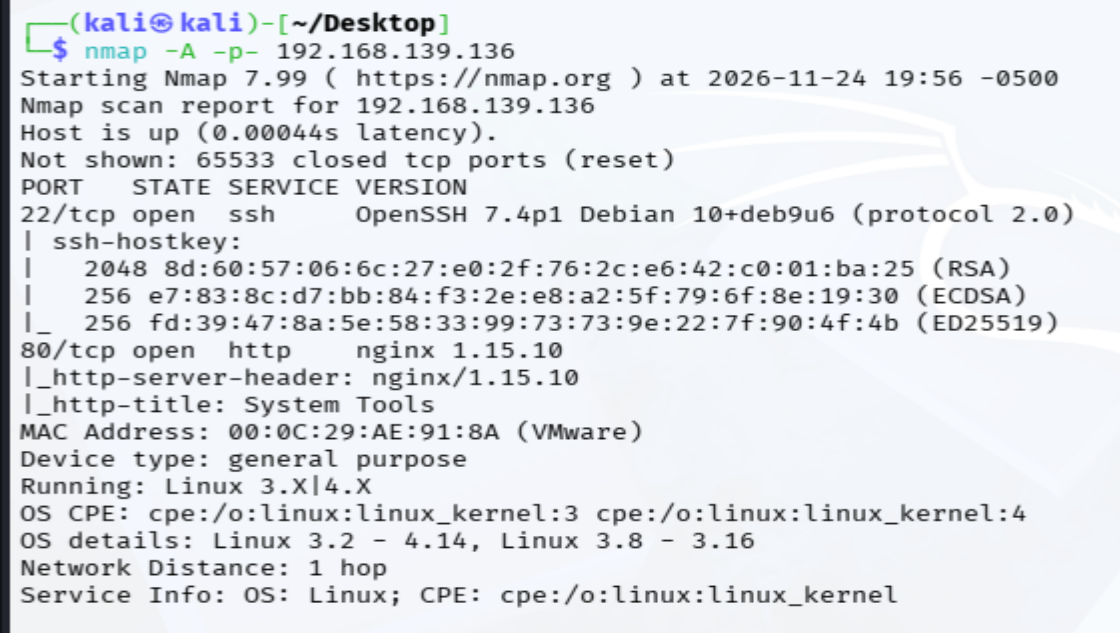 ┌──(kali㉿kali)-[~/Desktop]
└─$ nmap -A -p- 192.168.139.136
Starting Nmap 7.99 ( https://nmap.org ) at 2026-11-24 19:56 -0500
Nmap scan report for 192.168.139.136
Host is up (0.00044s latency).
Not shown: 65533 closed tcp ports (reset)
PORT   STATE SERVICE VERSION
22/tcp open  ssh     OpenSSH 7.4p1 Debian 10+deb9u6 (protocol 2.0)
| ssh-hostkey:
|   2048 8d:60:57:06:6c:27:e0:2f:76:2c:e6:42:c0:01:ba:25 (RSA)
|   256 e7:83:8c:d7:bb:84:f3:2e:e8:a2:5f:79:6f:8e:19:30 (ECDSA)
|_  256 fd:39:47:8a:5e:58:33:99:73:73:9e:22:7f:90:4f:4b (ED25519)
80/tcp open  http    nginx 1.15.10
|_http-server-header: nginx/1.15.10
|_http-title: System Tools
MAC Address: 00:0C:29:AE:91:8A (VMware)
Device type: general purpose
Running: Linux 3.X|4.X
OS CPE: cpe:/o:linux:linux_kernel:3 cpe:/o:linux:linux_kernel:4
OS details: Linux 3.2 - 4.14, Linux 3.8 - 3.16
Network Distance: 1 hop
Service Info: OS: Linux; CPE: cpe:/o:linux:linux_kernel